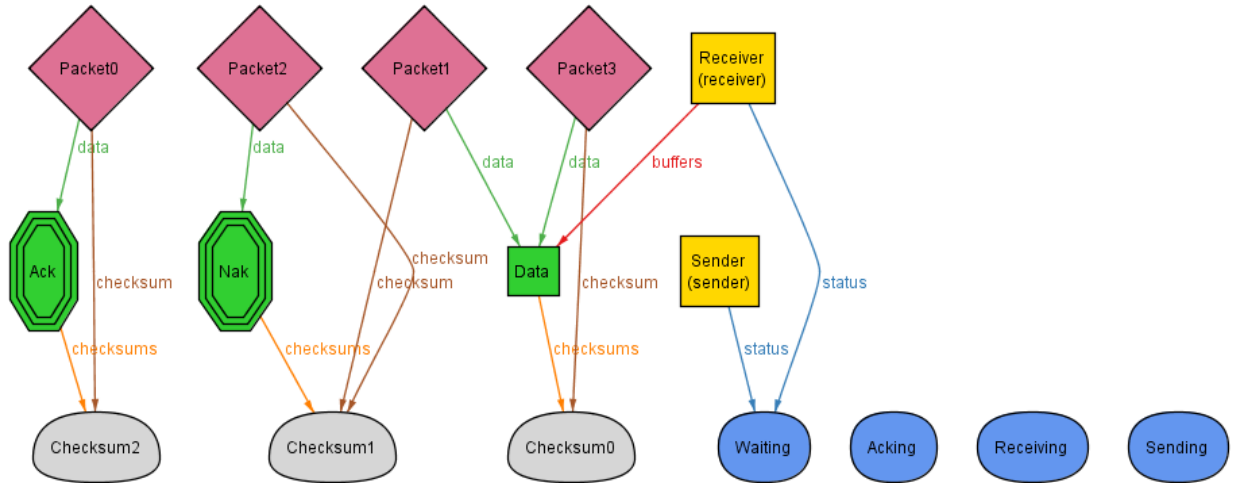 Packet0
Packet2
Packet1
Packet3
Receiver
(receiver)
data
data
data
data
buffers
Ack
Nak
Data
Sender
(sender)
checksum
checksum
checksum
checksum
status
checksums
checksums
checksums
status
Checksum2
Checksum1
Checksum0
Waiting
Acking
Receiving
Sending